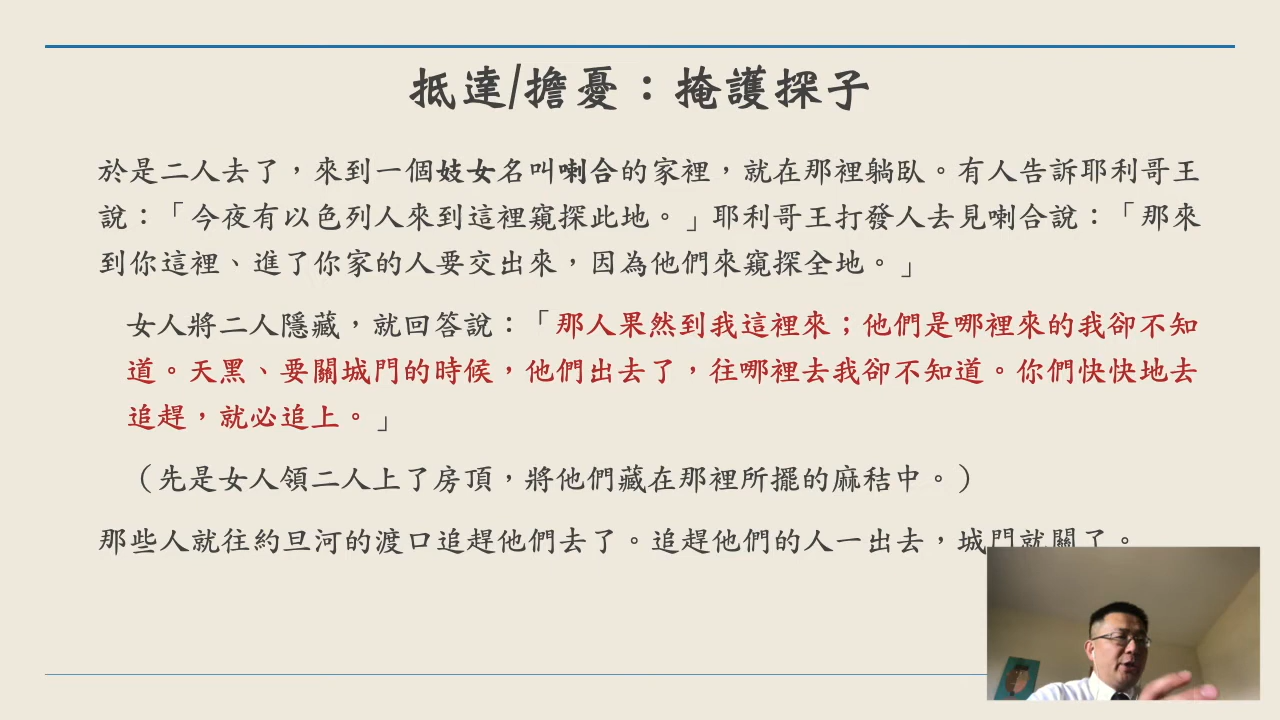 抵達/擔憂：掩護探子
於是二人去了，來到一個妓女名叫喇合的家裡，就在那裡躺臥。有人告訴耶利哥王
說：「今夜有以色列人來到這裡窺探此地。」耶利哥王打發人去見喇合說：「那來
到你這裡、進了你家的人要交出來，因為他們來窺探全地。」
女人將二人隱藏，就回答說：「那人果然到我這裡來；他們是哪裡來的我卻不知
道。天黑、要關城門的時候，他們出去了，往哪裡去我卻不知道。你們快快地去
追趕，就必追上。」
（先是女人領二人上了房頂，將他們藏在那裡所擺的麻秸中。）
那些人就往約旦河的渡口追趕他們去了。追趕他們的人一出去，城門就關了。